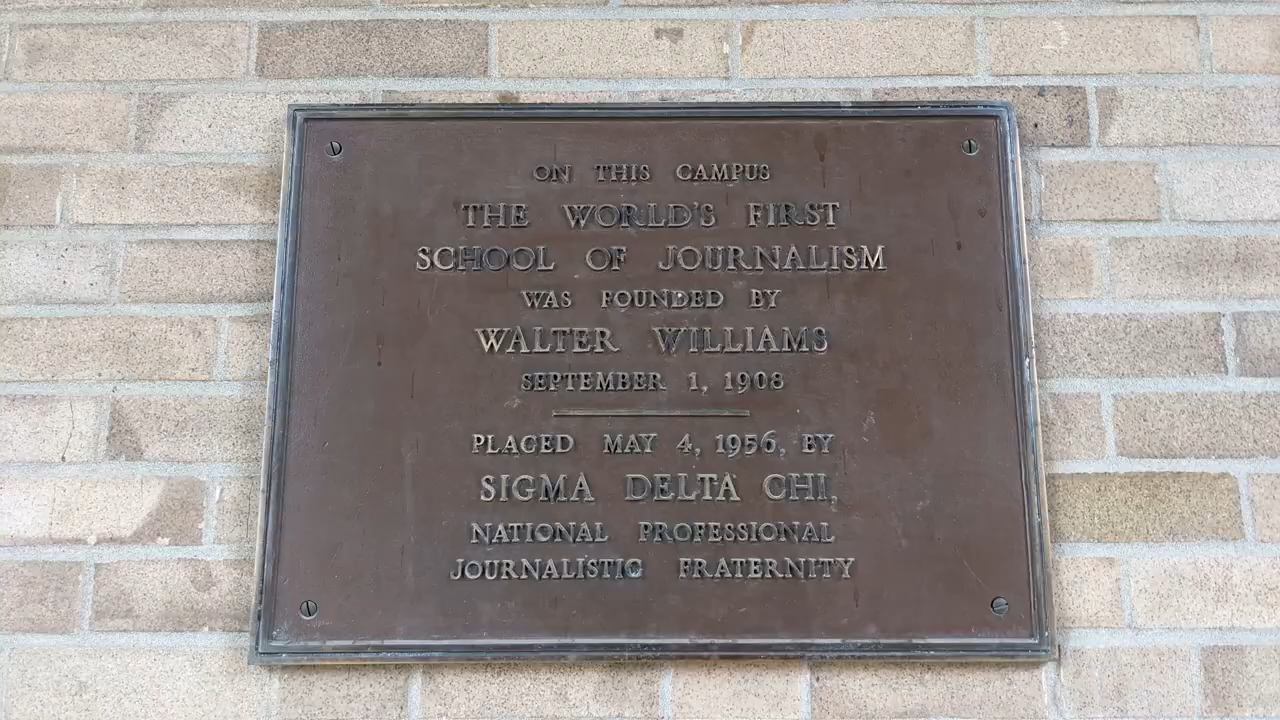 ON THIS CAMPUS
THE WORLD'S FIRST
SCHOOL OF JOURNALISM
WAS FOUNDED BY
WALTER WILLIAMS
SEPTEMBER 1, 1908
PLACED MAY 4, 1956, BY
SIGMA DELTA CHI,
NATIONAL PROFESSIONAL
JOURNALISTIC FRATERNITY